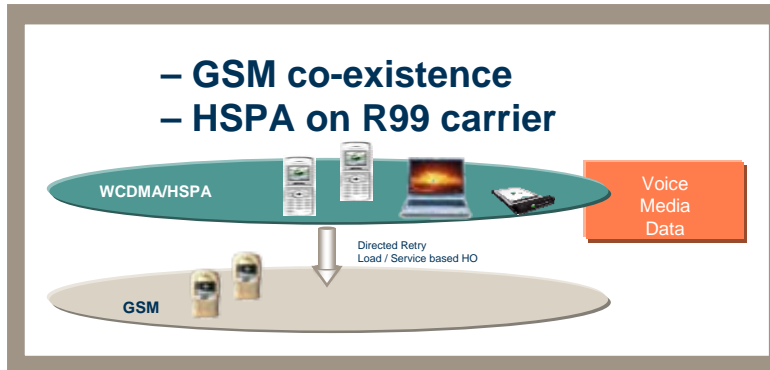 – GSM co-existence
– HSPA on R99 carrier
WCDMA/HSPA
Voice
Media
Data
Directed Retry
Load / Service based HO
GSM